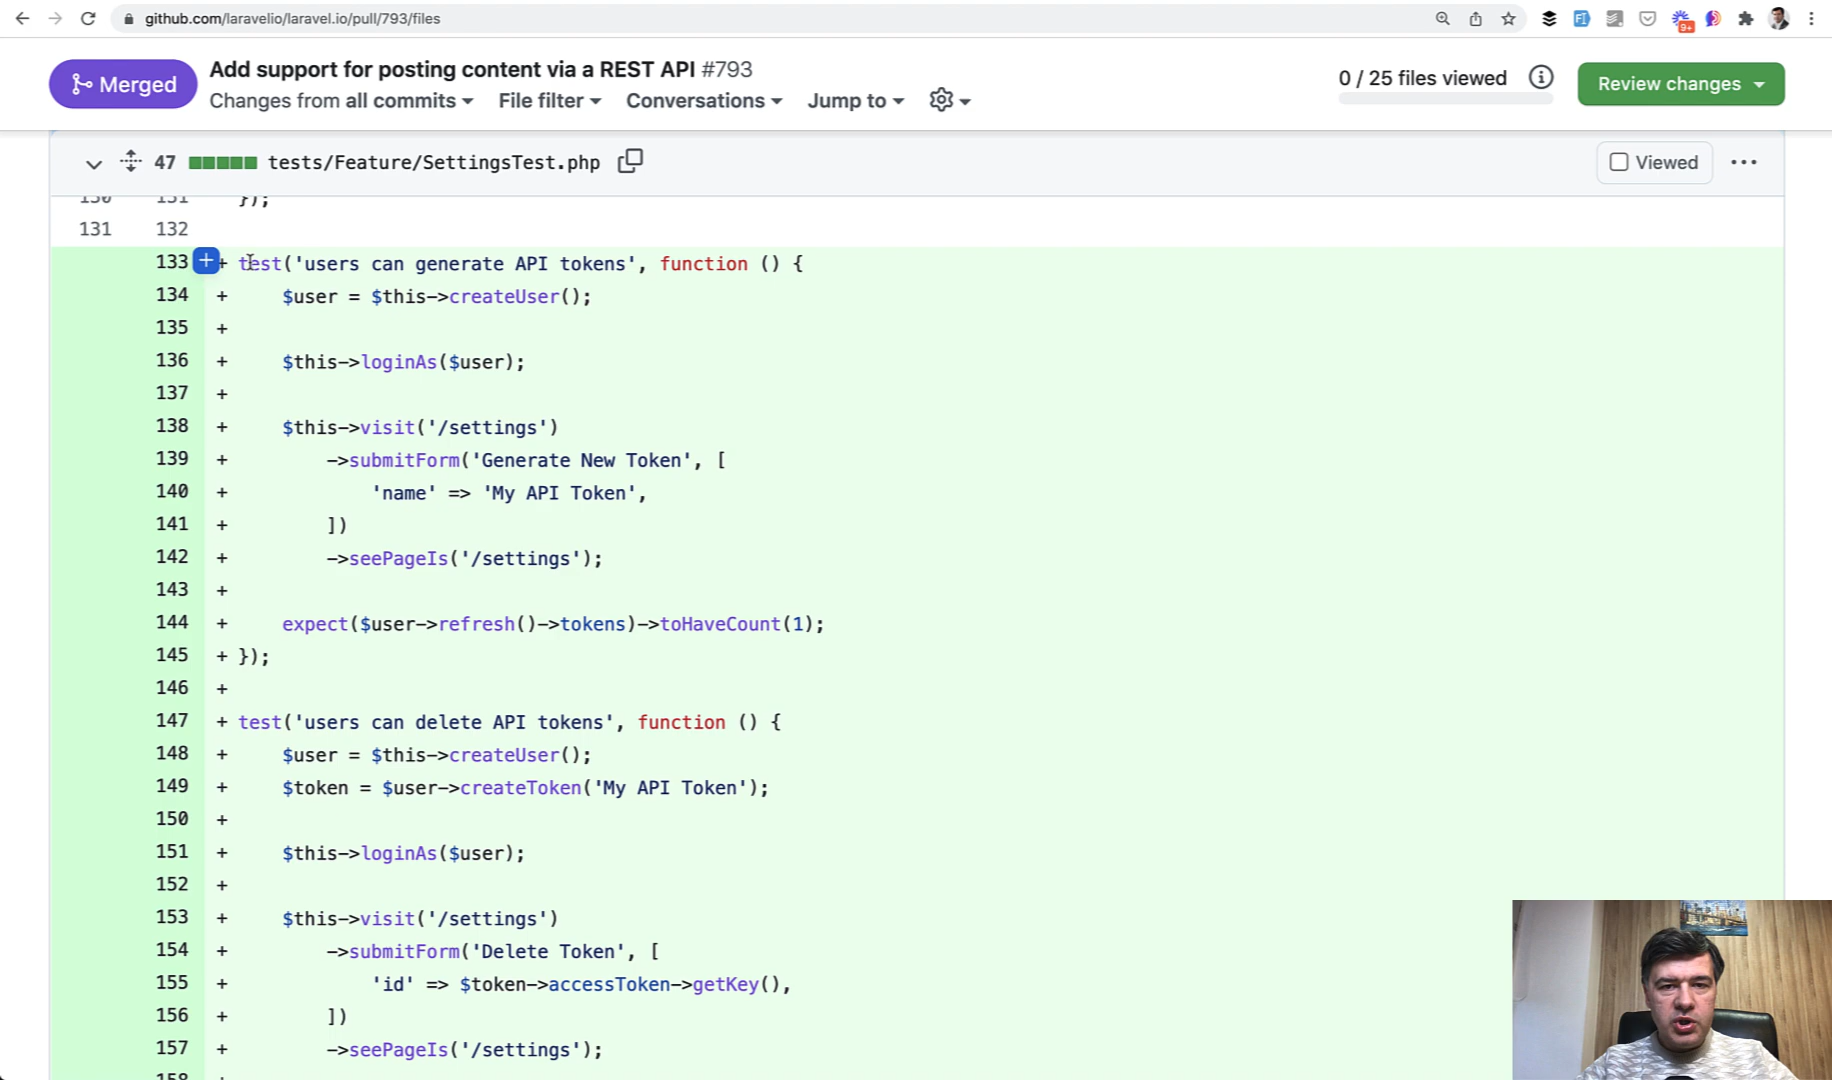 github.com/laravelio/laravel.io/pull/793/files
9+
Merged
Add support for posting content via a REST API #793
Changes from all commits File filter Conversations Jump to
0 / 25 files viewed
Review changes
47 tests/Feature/SettingsTest.php
Viewed
130 131 });
131 132
133 + test('users can generate API tokens', function () {
134 + $user = $this->createUser();
135 +
136 + $this->loginAs($user);
137 +
138 + $this->visit('/settings')
139 + ->submitForm('Generate New Token', [
140 + 'name' => 'My API Token',
141 + ])
142 + ->seePageIs('/settings');
143 +
144 + expect($user->refresh()->tokens)->toHaveCount(1);
145 + });
146 +
147 + test('users can delete API tokens', function () {
148 + $user = $this->createUser();
149 + $token = $user->createToken('My API Token');
150 +
151 + $this->loginAs($user);
152 +
153 + $this->visit('/settings')
154 + ->submitForm('Delete Token', [
155 + 'id' => $token->accessToken->getKey(),
156 + ])
157 + ->seePageIs('/settings');
158